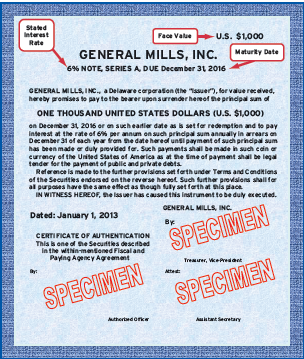 Stated
Interest
Rate
Face Value
U.S. $1,000
Maturity Date
GENERAL MILLS, INC.
6% NOTE, SERIES A, DUE December 31, 2016
GENERAL MILLS, INC., a Delaware corporation (the "Issuer"), for value received,
hereby promises to pay to the bearer upon surrender hereof the principal sum of
ONE THOUSAND UNITED STATES DOLLARS (U.S. $1,000)
on December 31, 2016 or on such earlier date as is set for redemption and to pay
interest at the rate of 6% per annum on such principal sum annually in arrears on
December 31 of each year from the date hereof until payment of such principal sum
has been made or duly provided for. Such payments shall be made in such coin or
currency of the United States of America as at the time of payment shall be legal
tender for the payment of public and private debts.
Reference is made to the further provisions set forth under Terms and Conditions
of the Securities endorsed on the reverse hereof. Such further provisions shall for
all purposes have the same effect as though fully set forth at this place.
IN WITNESS HEREOF, the issuer has caused this instrument to be duly executed.
GENERAL MILLS, INC.
Dated: January 1, 2013
By:
SPECIMEN
CERTIFICATE OF AUTHENTICATION
This is one of the Securities described
in the within-mentioned Fiscal and
Paying Agency Agreement
Treasurer, Vice-President
By:
SPECIMEN
Attest:
SPECIMEN
Authorized Officer
Assistant Secretary